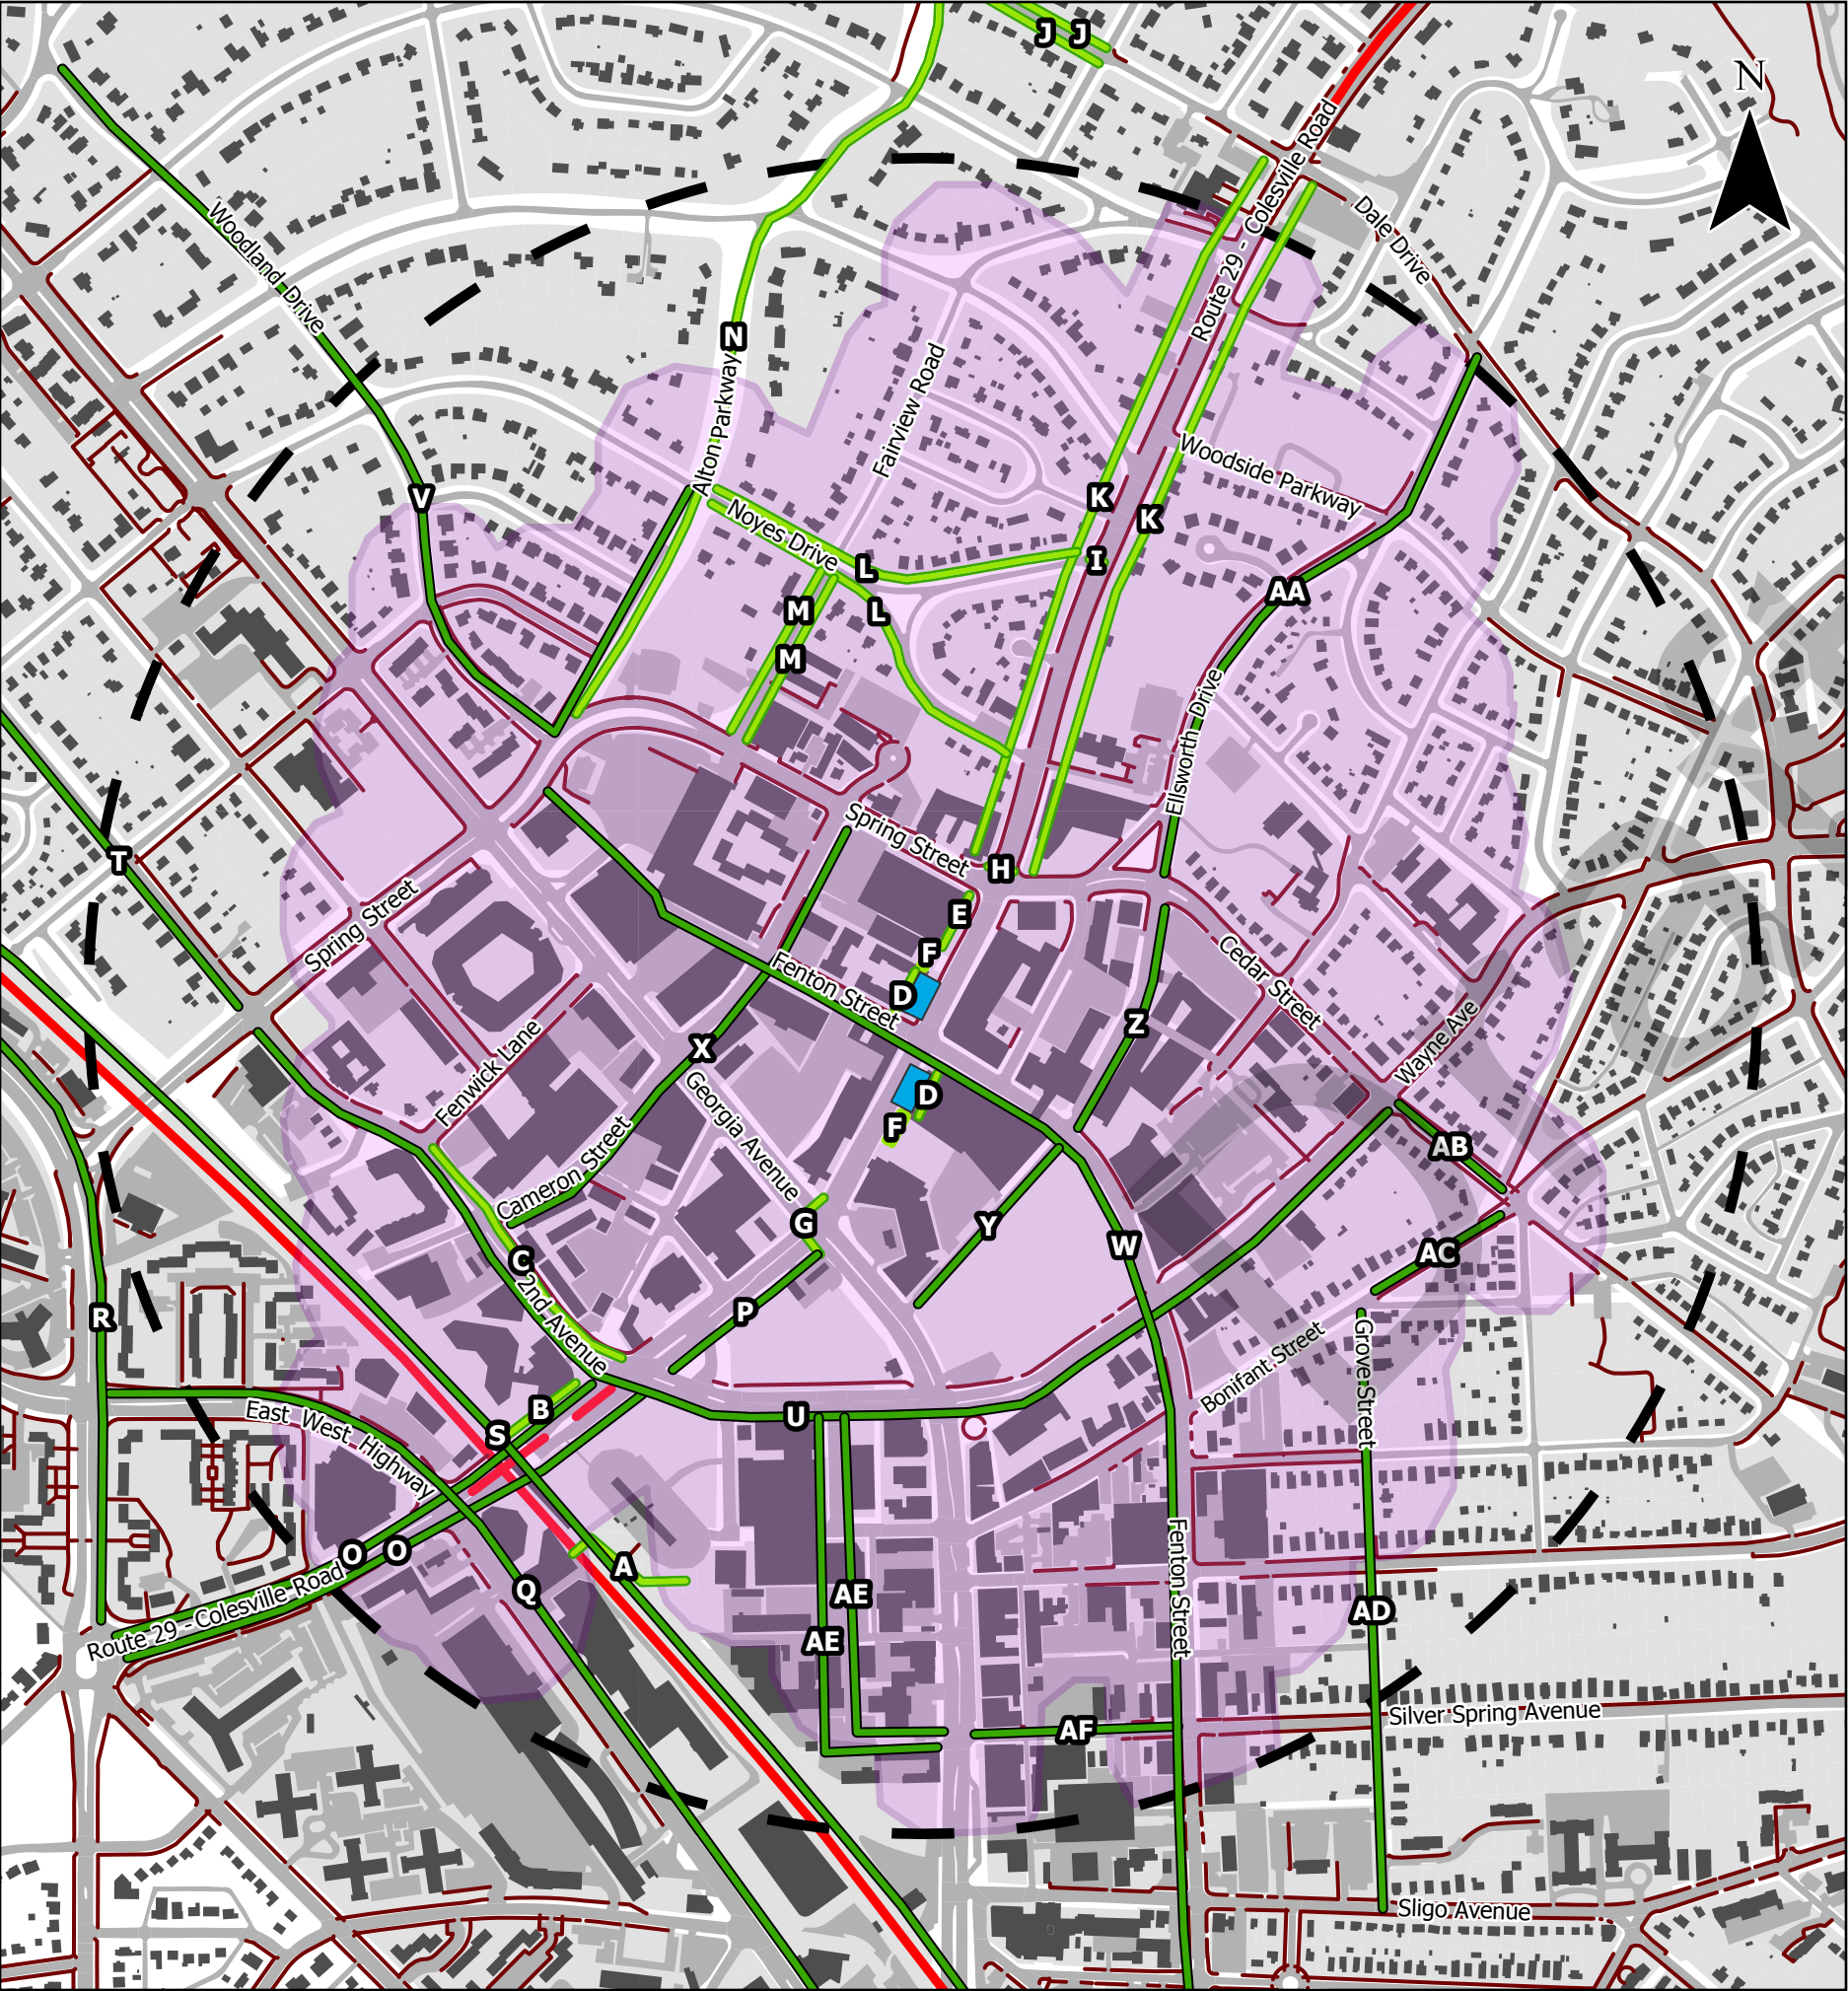 J J
N
Route 29 - Colesville Road
Dale Drive
Woodland Drive
N
Alton Parkway
Fairview Road
Woodside Parkway
V
K
K
Noyes Drive
I
L
AA
M
L
M
Ellsworth Drive
Spring Street
T
H
Spring Street
E
F
Fenton Street
D
Cedar Street
Z
X
Fenwick Lane
Wayne Ave
Georgia Avenue
D
F
Cameron Street
AB
G
Y
W
AC
C
2nd Avenue
P
R
Grove Street
Bonifant Street
B
East West Highway
S
U
O O
Route 29 - Colesville Road
A
Q
AE
Fenton Street
AD
AE
AF
Silver Spring Avenue
Sligo Avenue